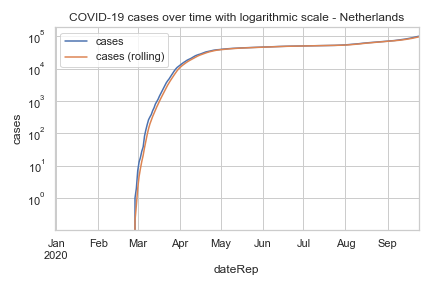 COVID-19 cases over time with logarithmic scale - Netherlands
cases
cases (rolling)
cases
10^5
10^4
10^3
10^2
10^1
10^0
Jan Feb Mar Apr May Jun Jul Aug Sep
2020
dateRep